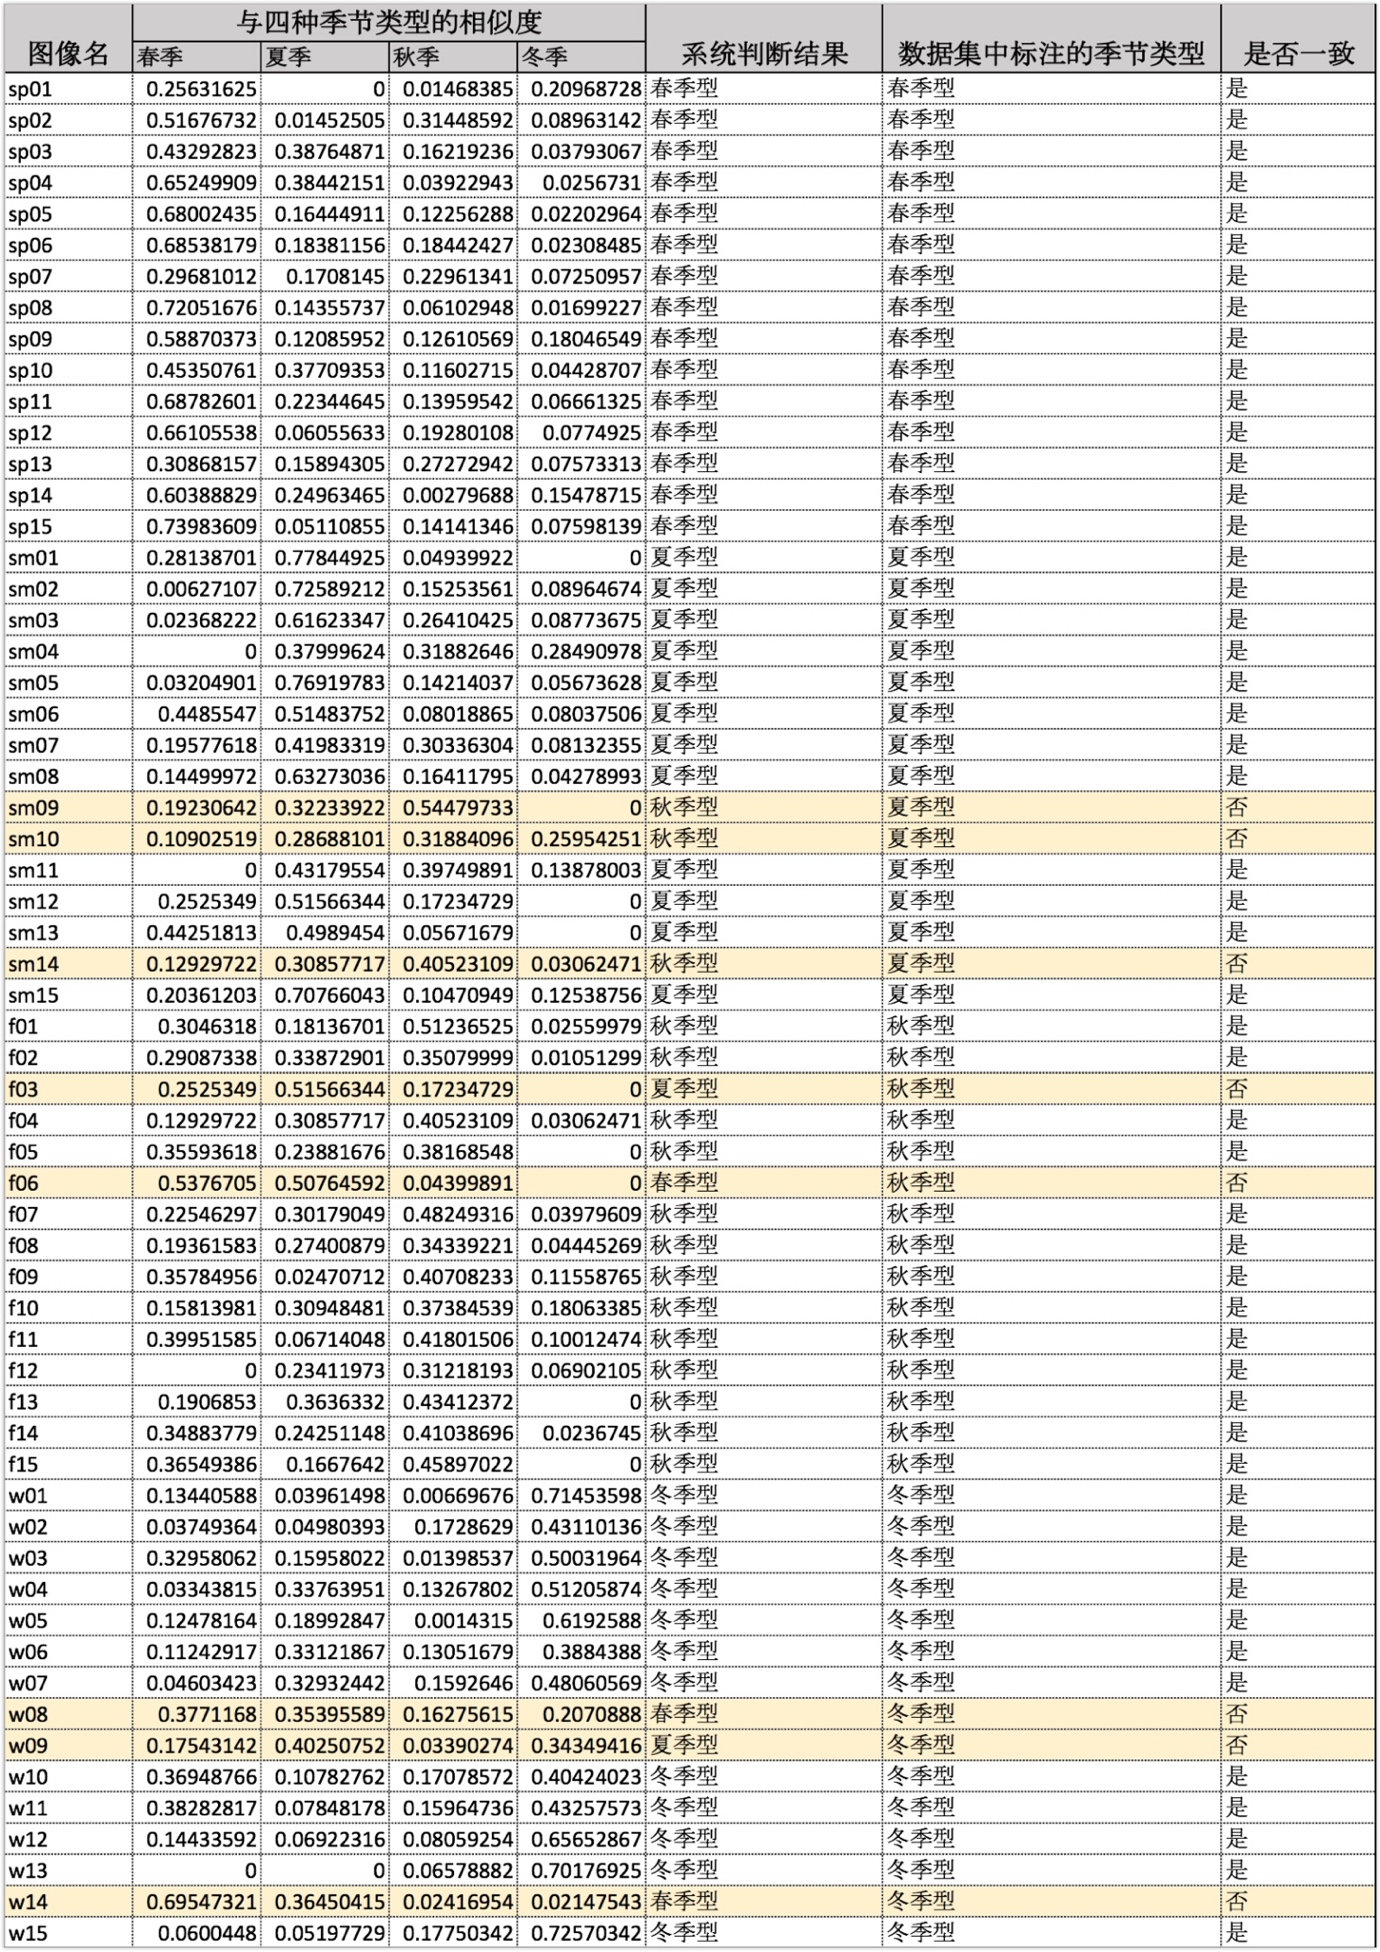 与四种季节类型的相似度
图像名 春季 夏季 秋季 冬季 系统判断结果 数据集中标注的季节类型 是否一致
sp01 0.25631625 0 0.01468385 0.20968728 春季型 春季型 是
sp02 0.51676732 0.01452505 0.31448592 0.08963142 春季型 春季型 是
sp03 0.43292823 0.38764871 0.16219236 0.03793067 春季型 春季型 是
sp04 0.65249909 0.38442151 0.03922943 0.0256731 春季型 春季型 是
sp05 0.68002435 0.16444911 0.12256288 0.02202964 春季型 春季型 是
sp06 0.68538179 0.18381156 0.18442427 0.02308485 春季型 春季型 是
sp07 0.29681012 0.1708145 0.22961341 0.07250957 春季型 春季型 是
sp08 0.72051676 0.14355737 0.06102948 0.01699227 春季型 春季型 是
sp09 0.58870373 0.12085952 0.12610569 0.18046549 春季型 春季型 是
sp10 0.45350761 0.37709353 0.11602715 0.04428707 春季型 春季型 是
sp11 0.68782601 0.22344645 0.13959542 0.06661325 春季型 春季型 是
sp12 0.66105538 0.06055633 0.19280108 0.0774925 春季型 春季型 是
sp13 0.30868157 0.15894305 0.27272942 0.07573313 春季型 春季型 是
sp14 0.60388829 0.24963465 0.00279688 0.15478715 春季型 春季型 是
sp15 0.73983609 0.05110855 0.14141346 0.07598139 春季型 春季型 是
sm01 0.28138701 0.77844925 0.04939922 0 夏季型 夏季型 是
sm02 0.00627107 0.72589212 0.15253561 0.08964674 夏季型 夏季型 是
sm03 0.02368222 0.61623347 0.26410425 0.08773675 夏季型 夏季型 是
sm04 0 0.37999624 0.31882646 0.28490978 夏季型 夏季型 是
sm05 0.03204901 0.76919783 0.14214037 0.05673628 夏季型 夏季型 是
sm06 0.4485547 0.51483752 0.08018865 0.08037506 夏季型 夏季型 是
sm07 0.19577618 0.41983319 0.30336304 0.08132355 夏季型 夏季型 是
sm08 0.14499972 0.63273036 0.16411795 0.04278993 夏季型 夏季型 是
sm09 0.19230642 0.32233922 0.54479733 0 秋季型 夏季型 否
sm10 0.10902519 0.28688101 0.31884096 0.25954251 秋季型 夏季型 否
sm11 0 0.43179554 0.39749891 0.13878003 夏季型 夏季型 是
sm12 0.2525349 0.51566344 0.17234729 0 夏季型 夏季型 是
sm13 0.44251813 0.4989454 0.05671679 0 夏季型 夏季型 是
sm14 0.12929722 0.30857717 0.40523109 0.03062471 秋季型 夏季型 否
sm15 0.20361203 0.70766043 0.10470949 0.12538756 夏季型 夏季型 是
f01 0.3046318 0.18136701 0.51236525 0.02559979 秋季型 秋季型 是
f02 0.29087338 0.33872901 0.35079999 0.01051299 秋季型 秋季型 是
f03 0.2525349 0.51566344 0.17234729 0 夏季型 秋季型 否
f04 0.12929722 0.30857717 0.40523109 0.03062471 秋季型 秋季型 是
f05 0.35593618 0.23881676 0.38168548 0 秋季型 秋季型 是
f06 0.5376705 0.50764592 0.04399891 0 春季型 秋季型 否
f07 0.22546297 0.30179049 0.48249316 0.03979609 秋季型 秋季型 是
f08 0.19361583 0.27400879 0.34339221 0.04445269 秋季型 秋季型 是
f09 0.35784956 0.02470712 0.40708233 0.11558765 秋季型 秋季型 是
f10 0.15813981 0.30948481 0.37384539 0.18063385 秋季型 秋季型 是
f11 0.39951585 0.06714048 0.41801506 0.10012474 秋季型 秋季型 是
f12 0 0.23411973 0.31218193 0.06902105 秋季型 秋季型 是
f13 0.1906853 0.3636332 0.43412372 0 秋季型 秋季型 是
f14 0.34883779 0.24251148 0.41038696 0.0236745 秋季型 秋季型 是
f15 0.36549386 0.1667642 0.45897022 0 秋季型 秋季型 是
w01 0.13440588 0.03961498 0.00669676 0.71453598 冬季型 冬季型 是
w02 0.03749364 0.04980393 0.1728629 0.43110136 冬季型 冬季型 是
w03 0.32958062 0.15958022 0.01398537 0.50031964 冬季型 冬季型 是
w04 0.03343815 0.33763951 0.13267802 0.51205874 冬季型 冬季型 是
w05 0.12478164 0.18992847 0.0014315 0.6192588 冬季型 冬季型 是
w06 0.11242917 0.33121867 0.13051679 0.3884388 冬季型 冬季型 是
w07 0.04603423 0.32932442 0.1592646 0.48060569 冬季型 冬季型 是
w08 0.3771168 0.35395589 0.16275615 0.2070888 春季型 冬季型 否
w09 0.17543142 0.40250752 0.03390274 0.34349416 夏季型 冬季型 否
w10 0.36948766 0.10782762 0.17078572 0.40424023 冬季型 冬季型 是
w11 0.38282817 0.07848178 0.15964736 0.43257573 冬季型 冬季型 是
w12 0.14433592 0.06922316 0.08059254 0.65652867 冬季型 冬季型 是
w13 0 0 0.06578882 0.70176925 冬季型 冬季型 是
w14 0.69547321 0.36450415 0.02416954 0.02147543 春季型 冬季型 否
w15 0.0600448 0.05197729 0.17750342 0.72570342 冬季型 冬季型 是